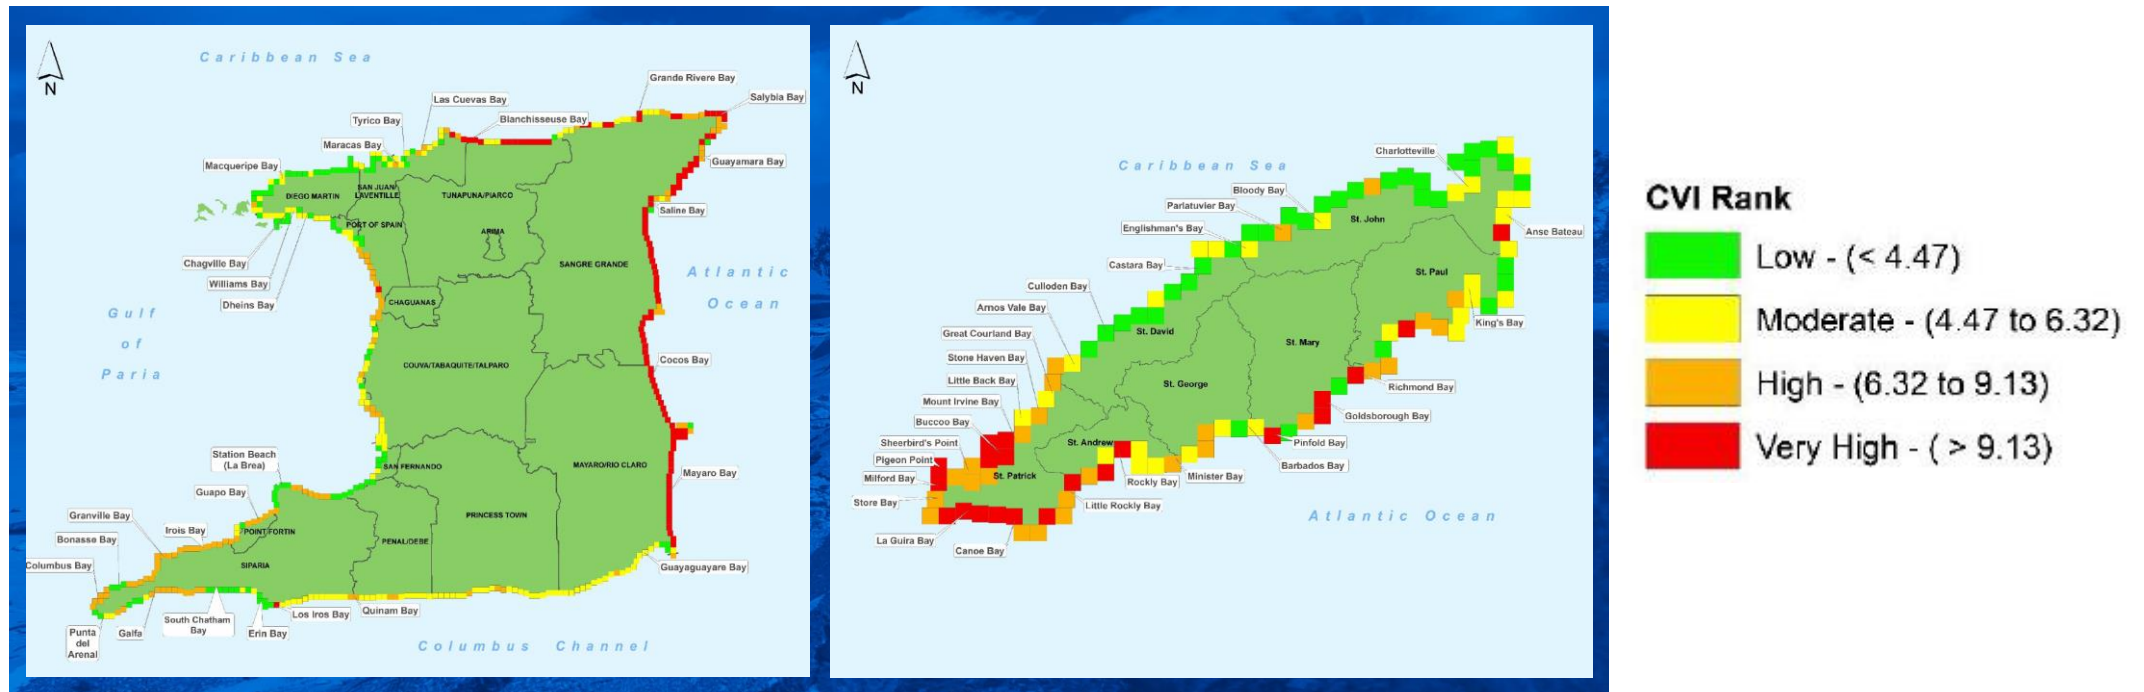 Caribbean Sea
N
Grande Rivere Bay
Salybia Bay
Las Cuevas Bay
Blanchisseuse Bay
Tyrico Bay
Maracas Bay
Macqueripe Bay
Guayamara Bay
DIEGO MARTIN
SAN JUAN/
LAVENTILLE
TUNAPUNA/PIARCO
Saline Bay
PORT OF SPAIN
ARIMA
Chagville Bay
SANGRE GRANDE
Williams Bay
Atlantic
Ocean
Dheins Bay
CHAGUANAS
Gulf
of
Paria
Cocos Bay
COUVA/TABAQUITE/TALPARO
Station Beach
(La Brea)
SAN FERNANDO
MAYARO/RIO CLARO
Mayaro Bay
Guapo Bay
Granville Bay
Irois Bay
POINT FORTIN
PRINCESS TOWN
Bonasse Bay
PENAL/DEBE
Columbus Bay
SIPARIA
Guayaguayare Bay
Los Iros Bay
Quinam Bay
South Chatham
Bay
Erin Bay
Galfa
Punta
del
Arenal
Columbus Channel
N
Caribbean Sea
Charlotteville
Bloody Bay
Parlatuvier Bay
St. John
Englishman's Bay
Anse Bateau
Castara Bay
St. Paul
Culloden Bay
Arnos Vale Bay
King's Bay
Great Courland Bay
St. David
St. Mary
Stone Haven Bay
Little Back Bay
St. George
Richmond Bay
Mount Irvine Bay
Goldsborough Bay
Buccoo Bay
Sheerbird's Point
St. Andrew
Pinfold Bay
Pigeon Point
Barbados Bay
Milford Bay
St. Patrick
Rockly Bay
Minister Bay
Store Bay
Little Rockly Bay
Atlantic Ocean
La Guira Bay
Canoe Bay
CVI Rank
Low - (< 4.47)
Moderate - (4.47 to 6.32)
High - (6.32 to 9.13)
Very High - ( > 9.13)